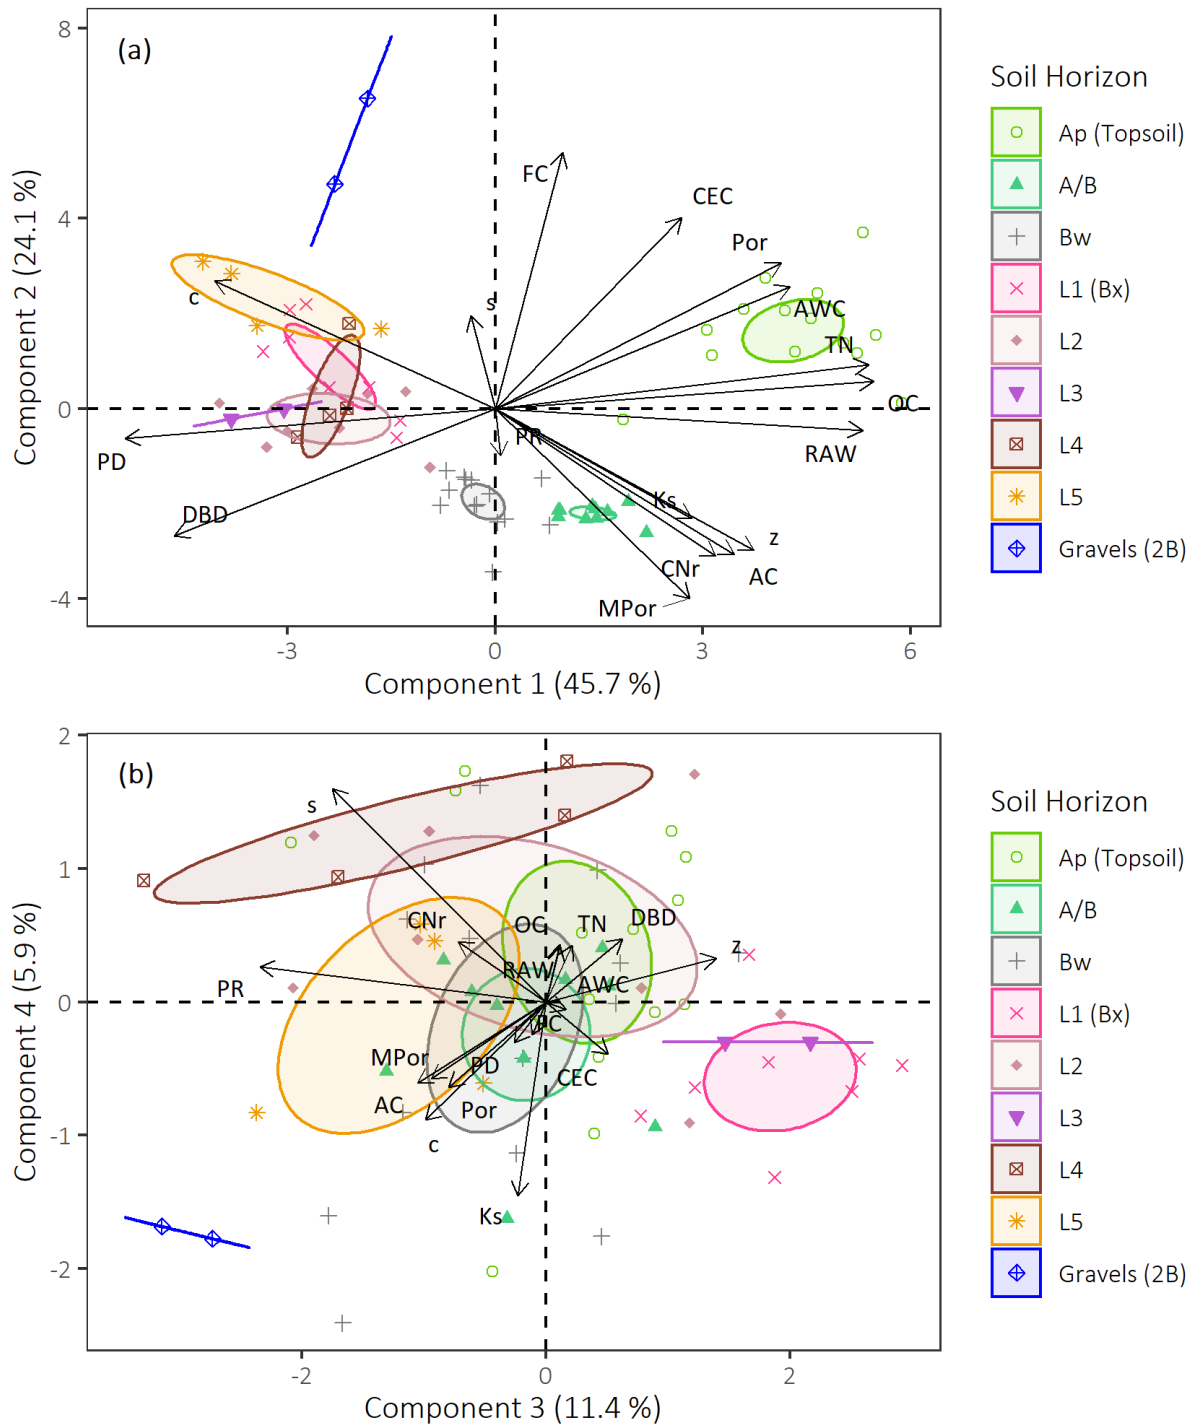 (a)
8
4
0
-4
Component 2 (24.1 %)
FC
CEC
Por
AWC
TN
OC
RAW
c
s
PR
PD
DBD
Ks
z
CNr
AC
MPor
-3
0
3
6
Component 1 (45.7 %)
Soil Horizon
Ap (Topsoil)
A/B
Bw
L1 (Bx)
L2
L3
L4
L5
Gravels (2B)
(b)
2
1
0
-1
-2
Component 4 (5.9 %)
s
CNr
OC
TN
DBD
z
RAW
AWC
PR
FC
MPor
PD
CEC
AC
Por
c
Ks
-2
0
2
Component 3 (11.4 %)
Soil Horizon
Ap (Topsoil)
A/B
Bw
L1 (Bx)
L2
L3
L4
L5
Gravels (2B)